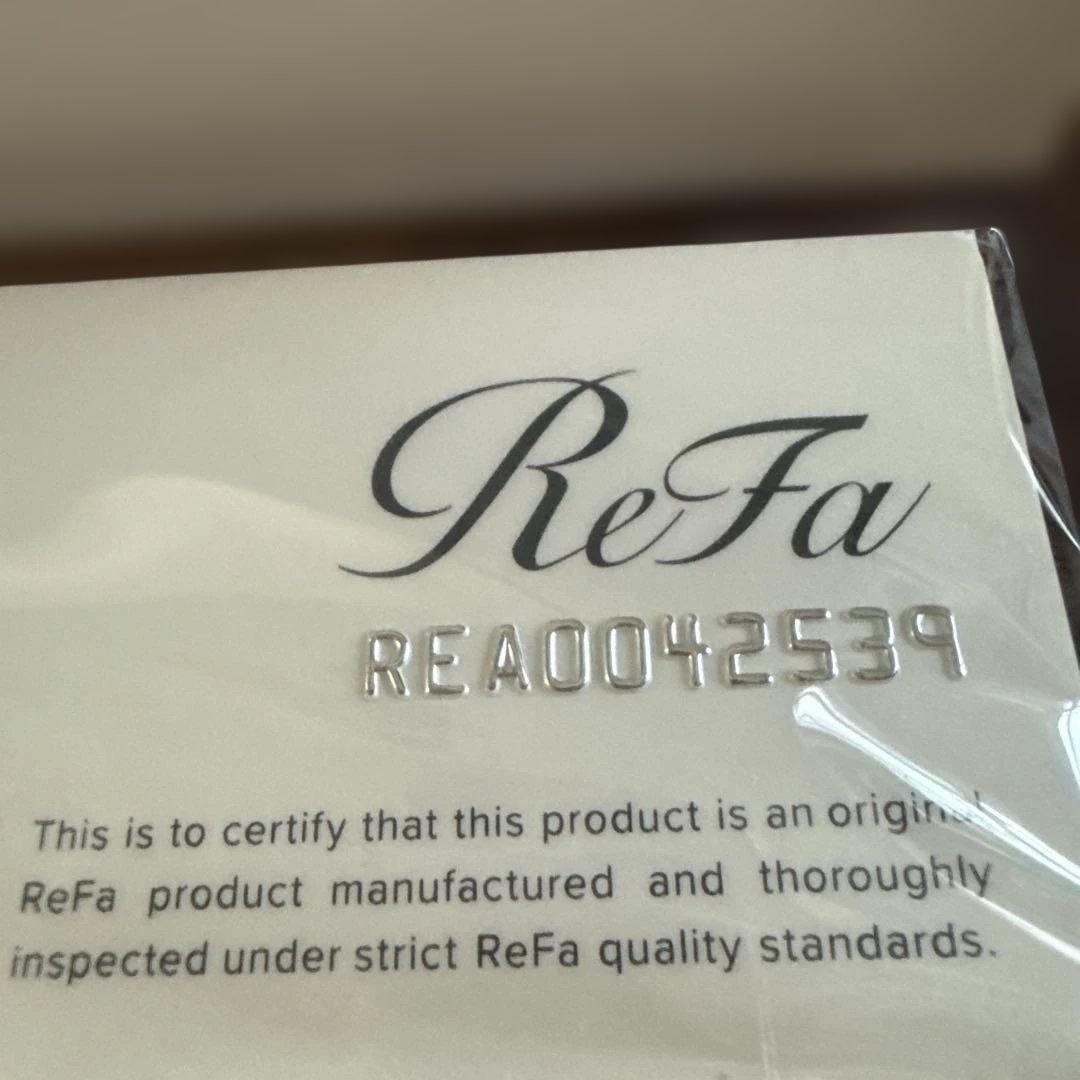 ReFa
REA0042539
This is to certify that this product is an original
ReFa product manufactured and thoroughly
inspected under strict ReFa quality standards.